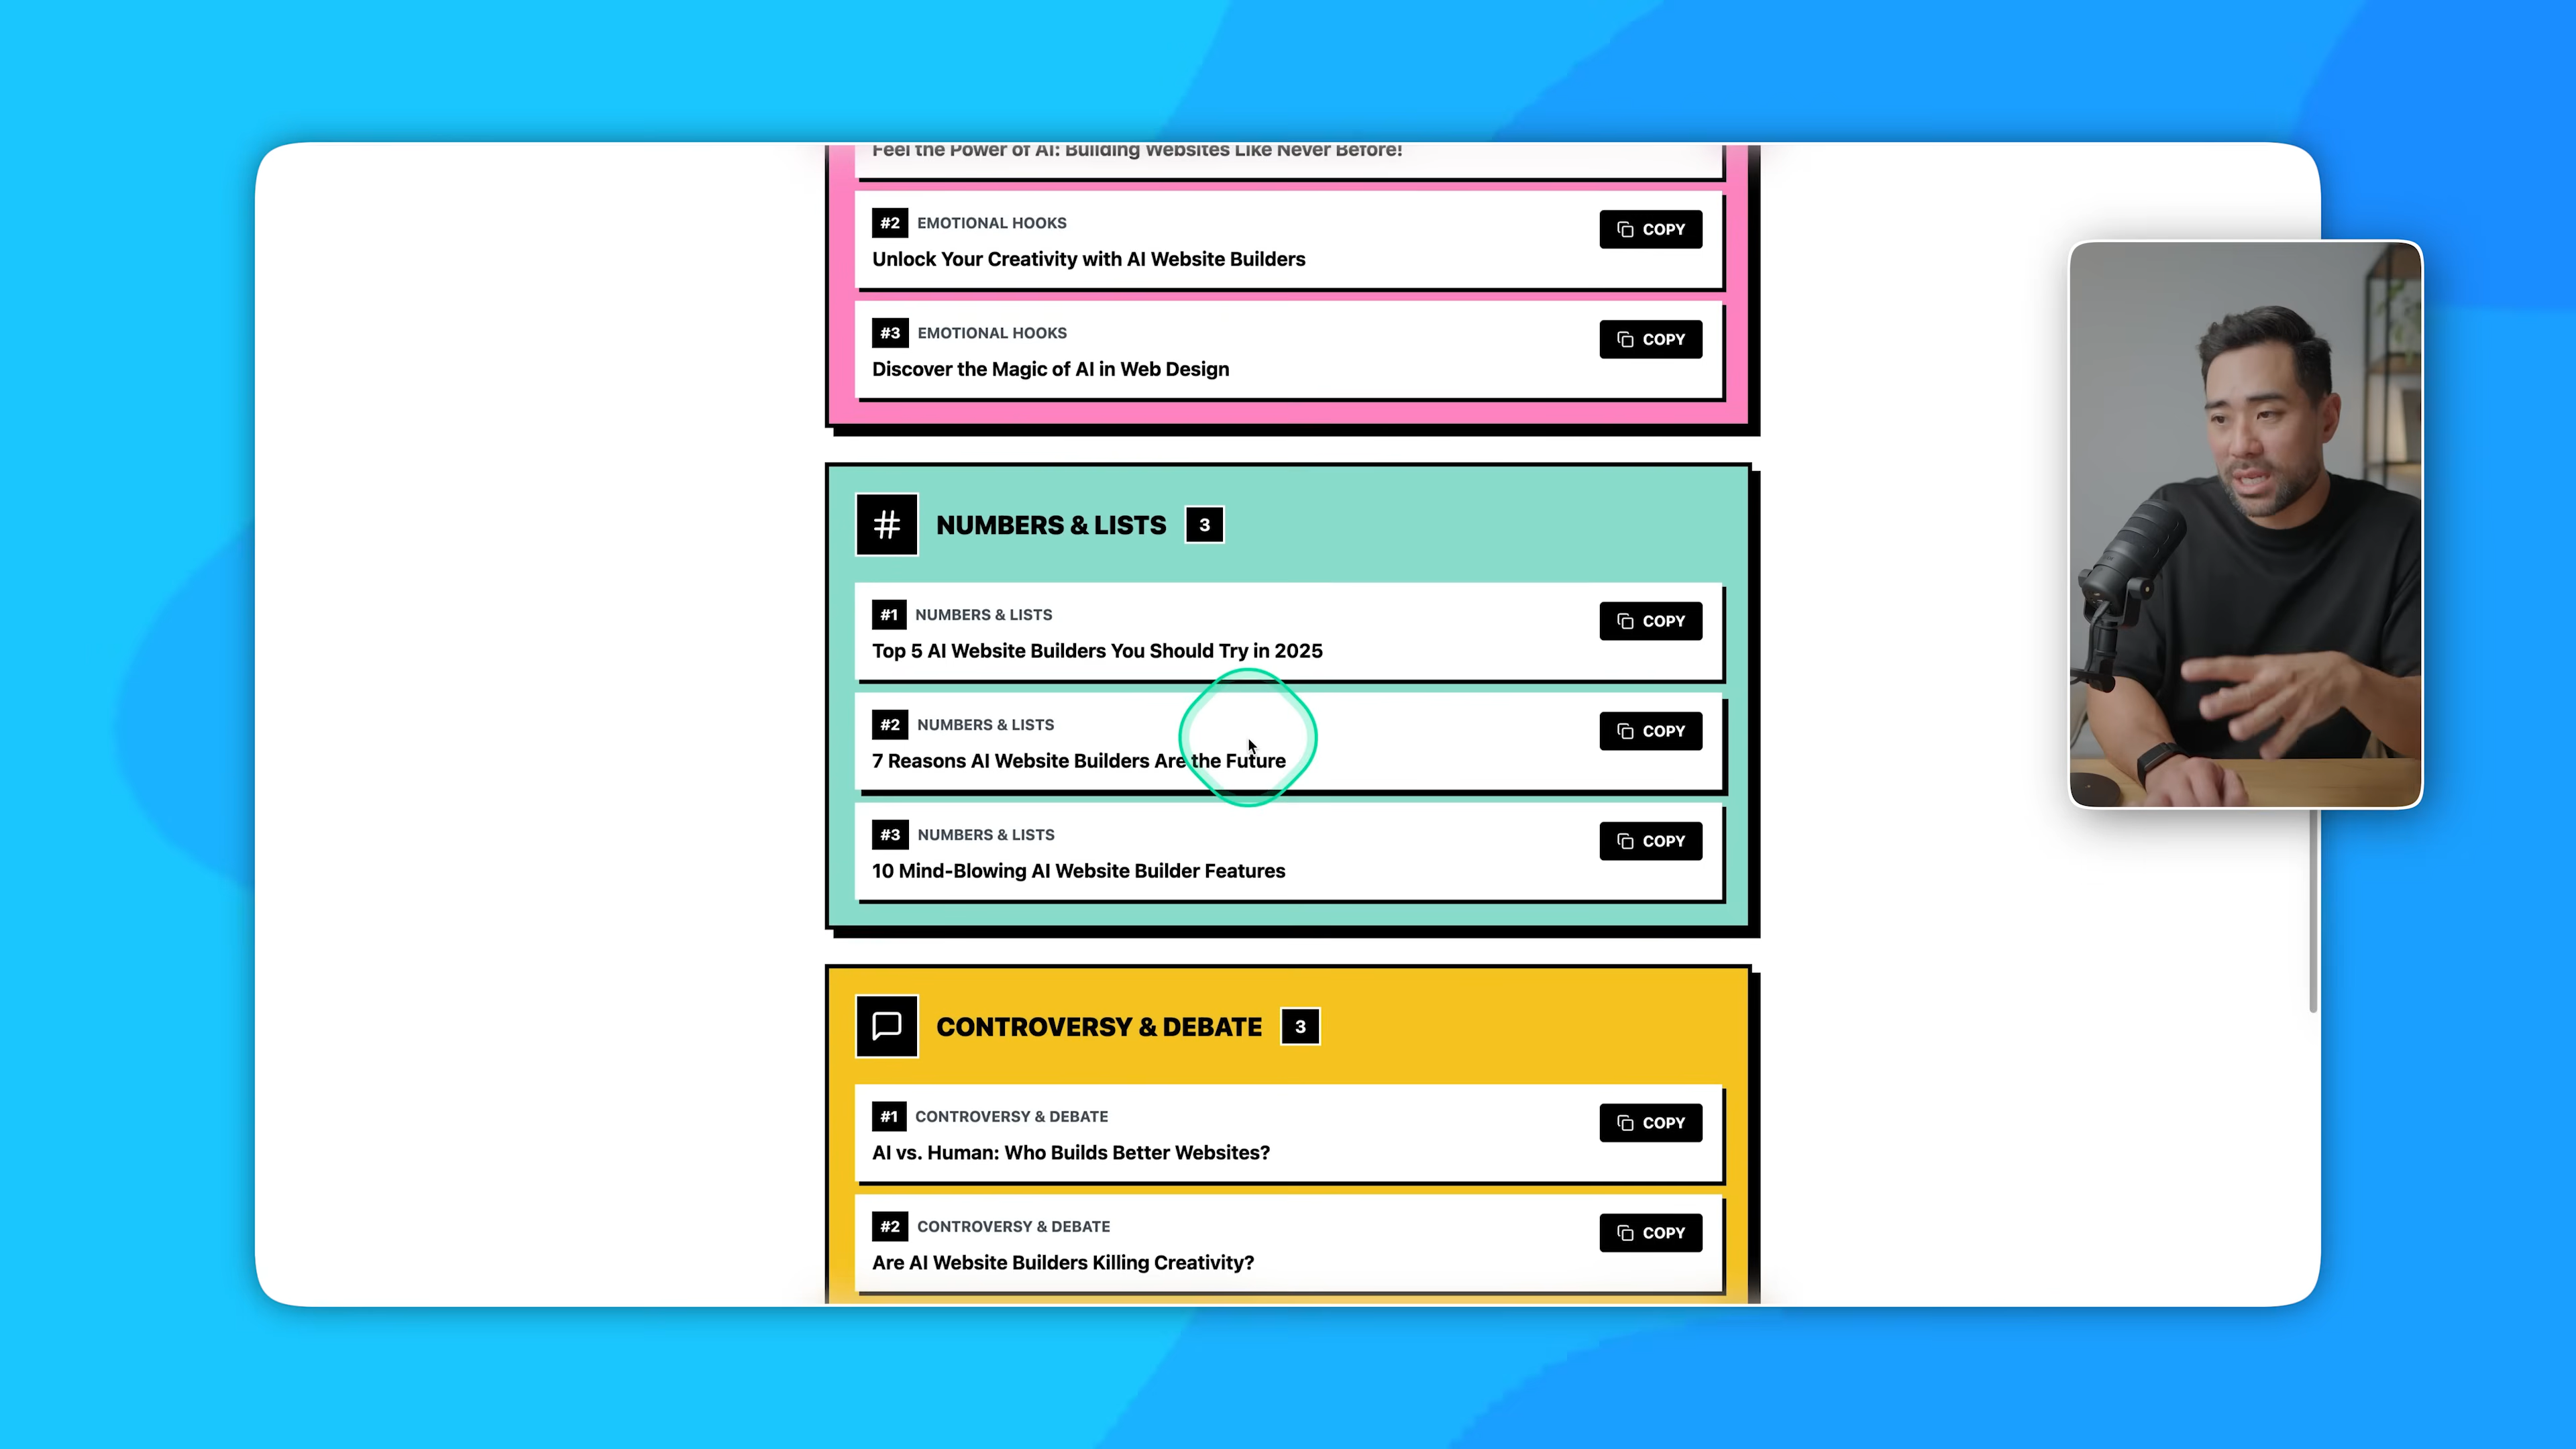 Feel the Power of AI: Building Websites Like Never Before!
#2 EMOTIONAL HOOKS
COPY
Unlock Your Creativity with AI Website Builders
#3 EMOTIONAL HOOKS
COPY
Discover the Magic of AI in Web Design
NUMBERS & LISTS 3
#1 NUMBERS & LISTS
COPY
Top 5 AI Website Builders You Should Try in 2025
#2 NUMBERS & LISTS
COPY
7 Reasons AI Website Builders Are the Future
#3 NUMBERS & LISTS
COPY
10 Mind-Blowing AI Website Builder Features
CONTROVERSY & DEBATE 3
#1 CONTROVERSY & DEBATE
COPY
AI vs. Human: Who Builds Better Websites?
#2 CONTROVERSY & DEBATE
COPY
Are AI Website Builders Killing Creativity?